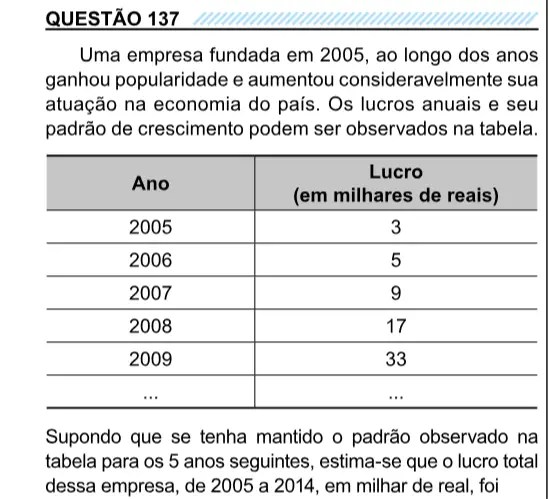 QUESTÃO 137
Uma empresa fundada em 2005, ao longo dos anos
ganhou popularidade e aumentou consideravelmente sua
atuação na economia do país. Os lucros anuais e seu
padrão de crescimento podem ser observados na tabela.
Ano
Lucro
(em milhares de reais)
2005 3
2006 5
2007 9
2008 17
2009 33
... ...
Supondo que se tenha mantido o padrão observado na
tabela para os 5 anos seguintes, estima-se que o lucro total
dessa empresa, de 2005 a 2014, em milhar de real, foi